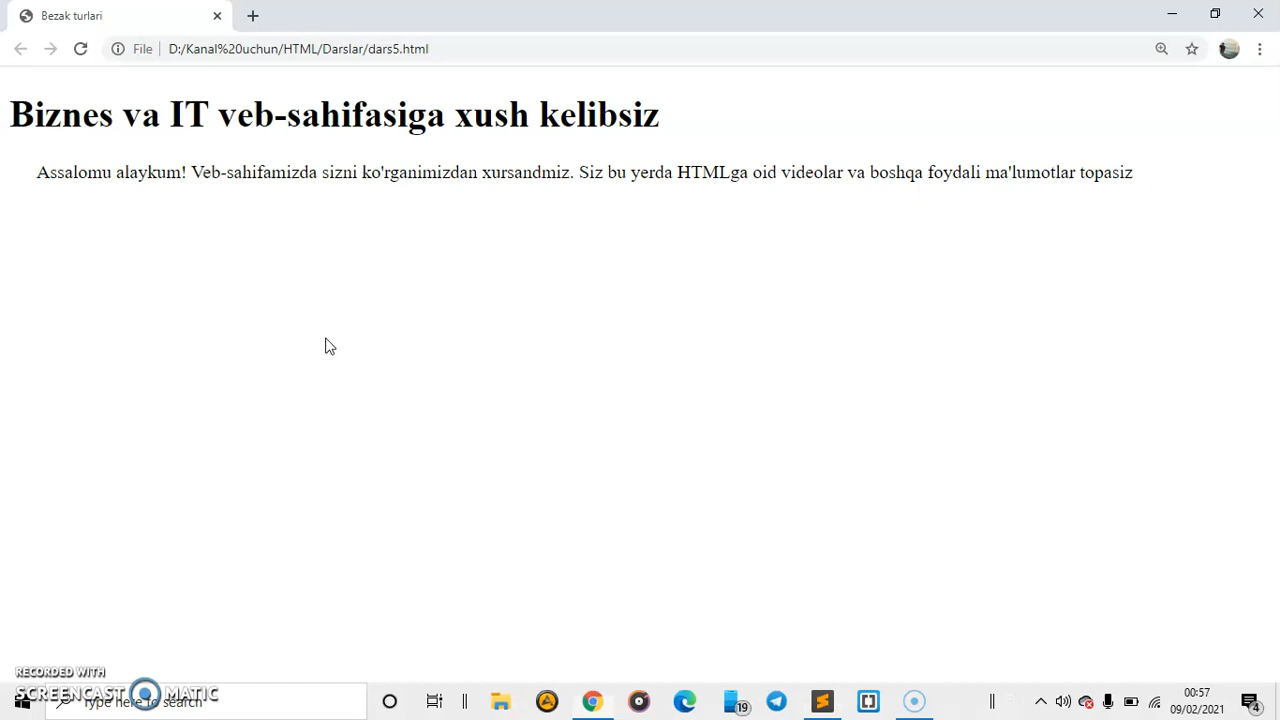 Bezak turlari
File
D:/Kanal%20uchun/HTML/Darslar/dars5.html
Biznes va IT veb-sahifasiga xush kelibsiz
Assalomu alaykum! Veb-sahifamizda sizni ko'rganimizdan xursandmiz. Siz bu yerda HTMLga oid videolar va boshqa foydali ma'lumotlar topasiz
RECORDED WITH
SCREENCAST MATIC
Type here to search
19
00:57
09/02/2021
4